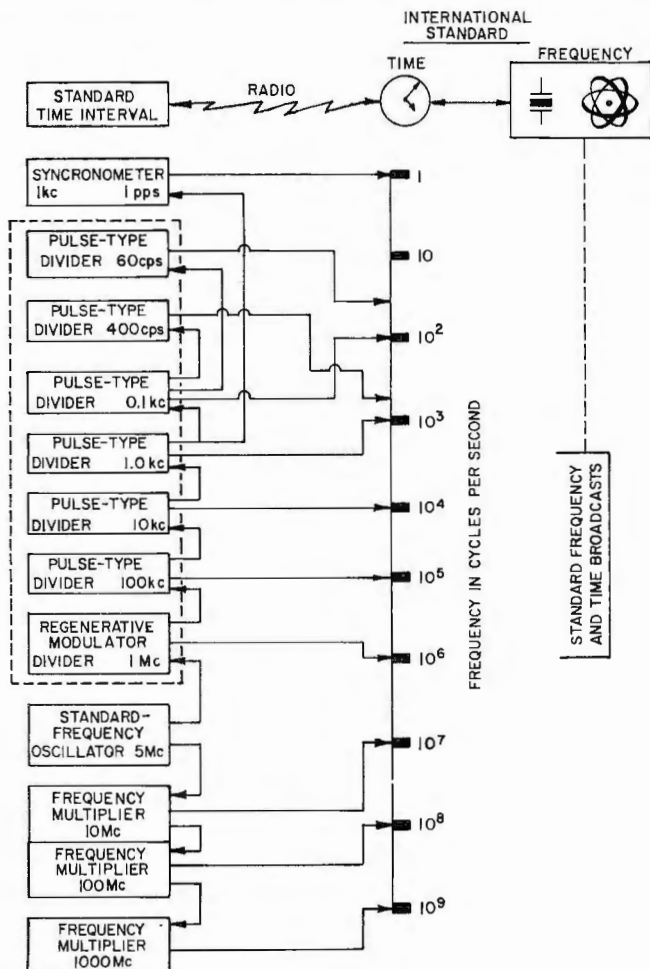 INTERNATIONAL
STANDARD
TIME
FREQUENCY
STANDARD
TIME INTERVAL
RADIO
SYNCRONOMETER
1kc 1pps
PULSE-TYPE
DIVIDER 60cps
PULSE-TYPE
DIVIDER 400cps
PULSE-TYPE
DIVIDER 0.1kc
PULSE-TYPE
DIVIDER 1.0kc
PULSE-TYPE
DIVIDER 10kc
PULSE-TYPE
DIVIDER 100kc
REGENERATIVE
MODULATOR
DIVIDER 1Mc
STANDARD-
FREQUENCY
OSCILLATOR 5Mc
FREQUENCY
MULTIPLIER
10Mc
FREQUENCY
MULTIPLIER
100Mc
FREQUENCY
MULTIPLIER
1000Mc
1
10
10²
10³
10⁴
10⁵
10⁶
10⁷
10⁸
10⁹
FREQUENCY IN CYCLES PER SECOND
STANDARD FREQUENCY
AND TIME BROADCASTS